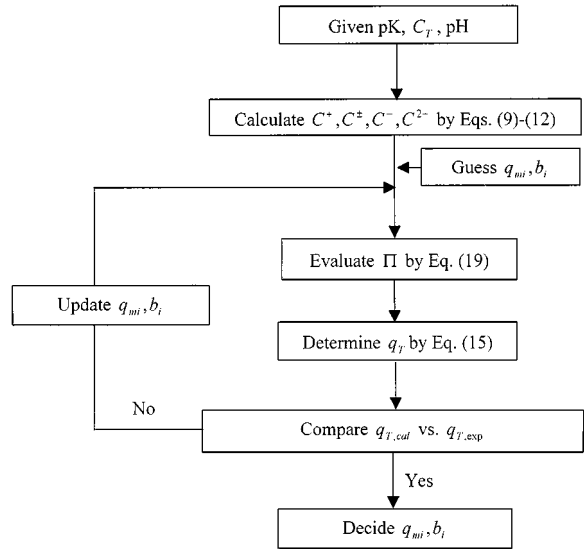 Given pK, C_T, pH
Calculate C⁺, C^±, C⁻, C²⁻ by Eqs. (9)-(12)
Guess q_mi, b_i
Evaluate Π by Eq. (19)
Update q_mi, b_i
Determine q_T by Eq. (15)
No
Compare q_T,cal vs. q_T,exp
Yes
Decide q_mi, b_i